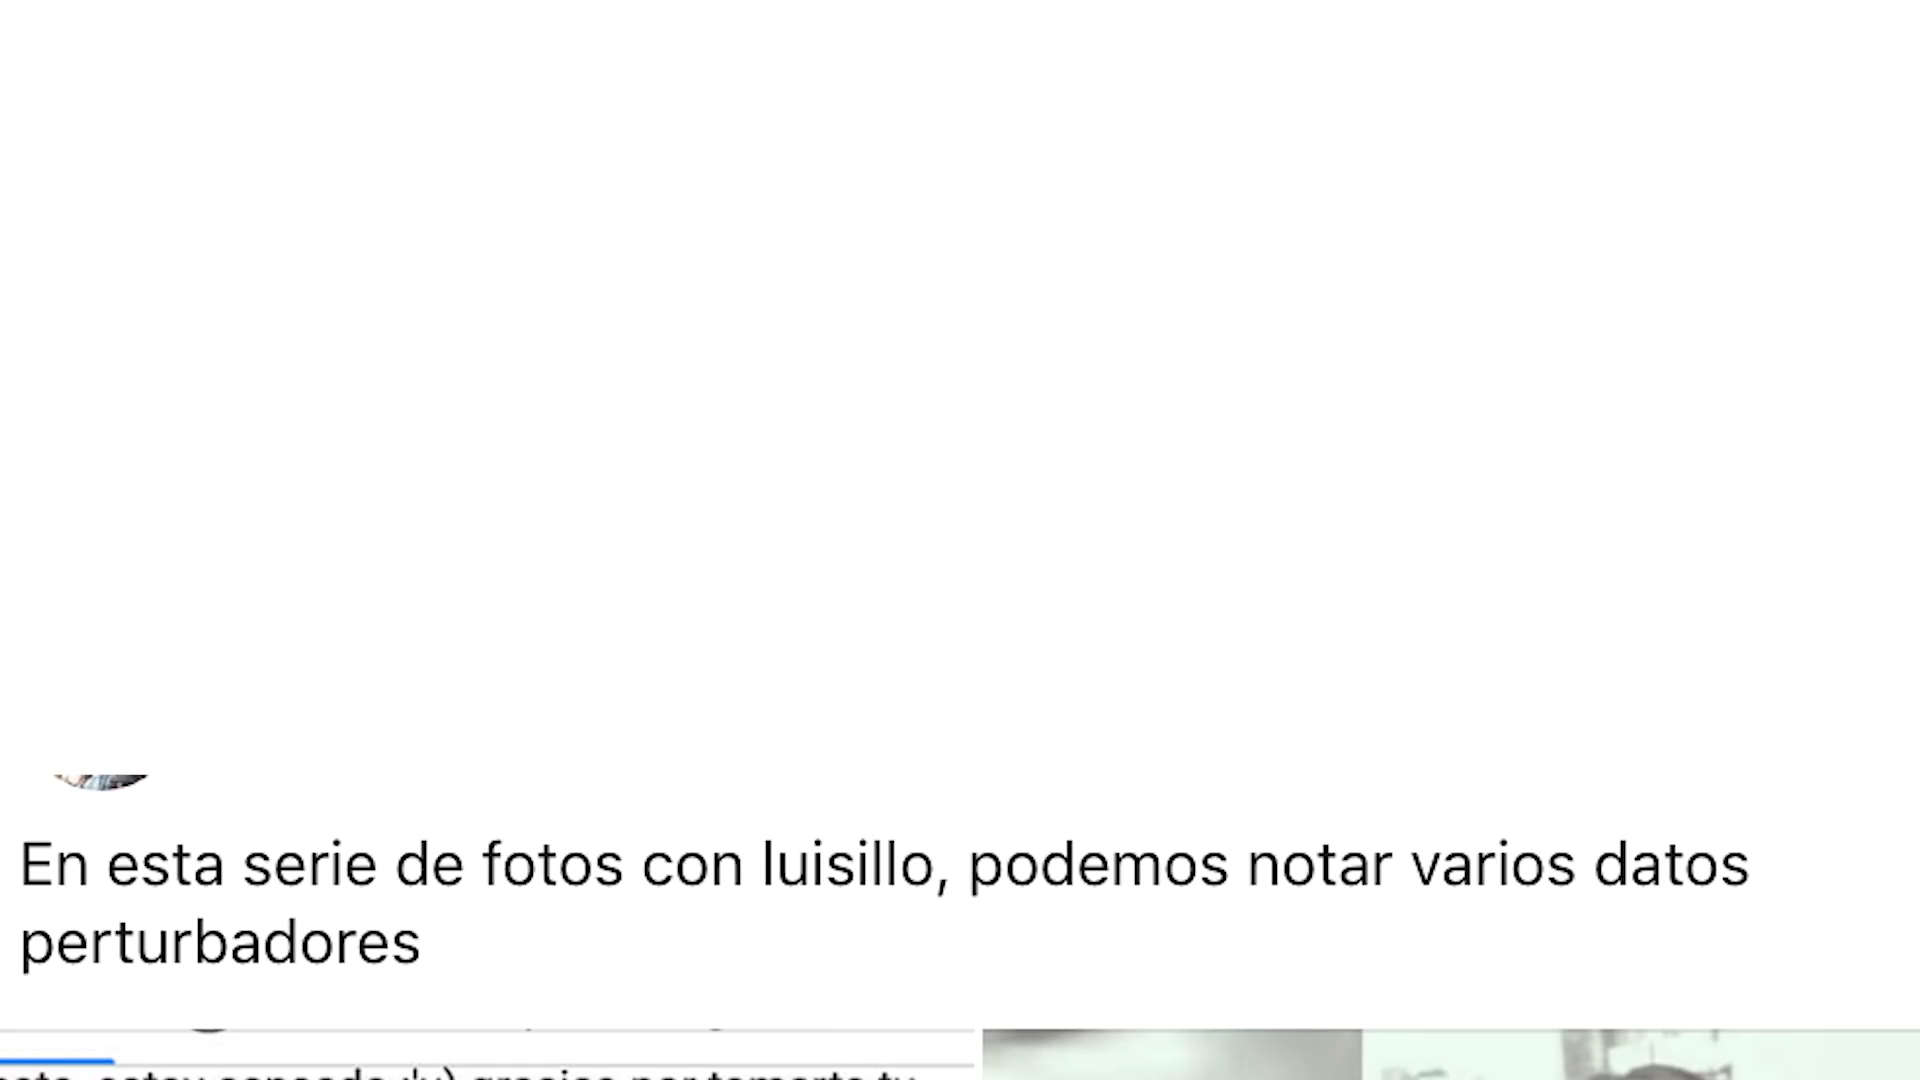 En esta serie de fotos con luisillo, podemos notar varios datos
perturbadores